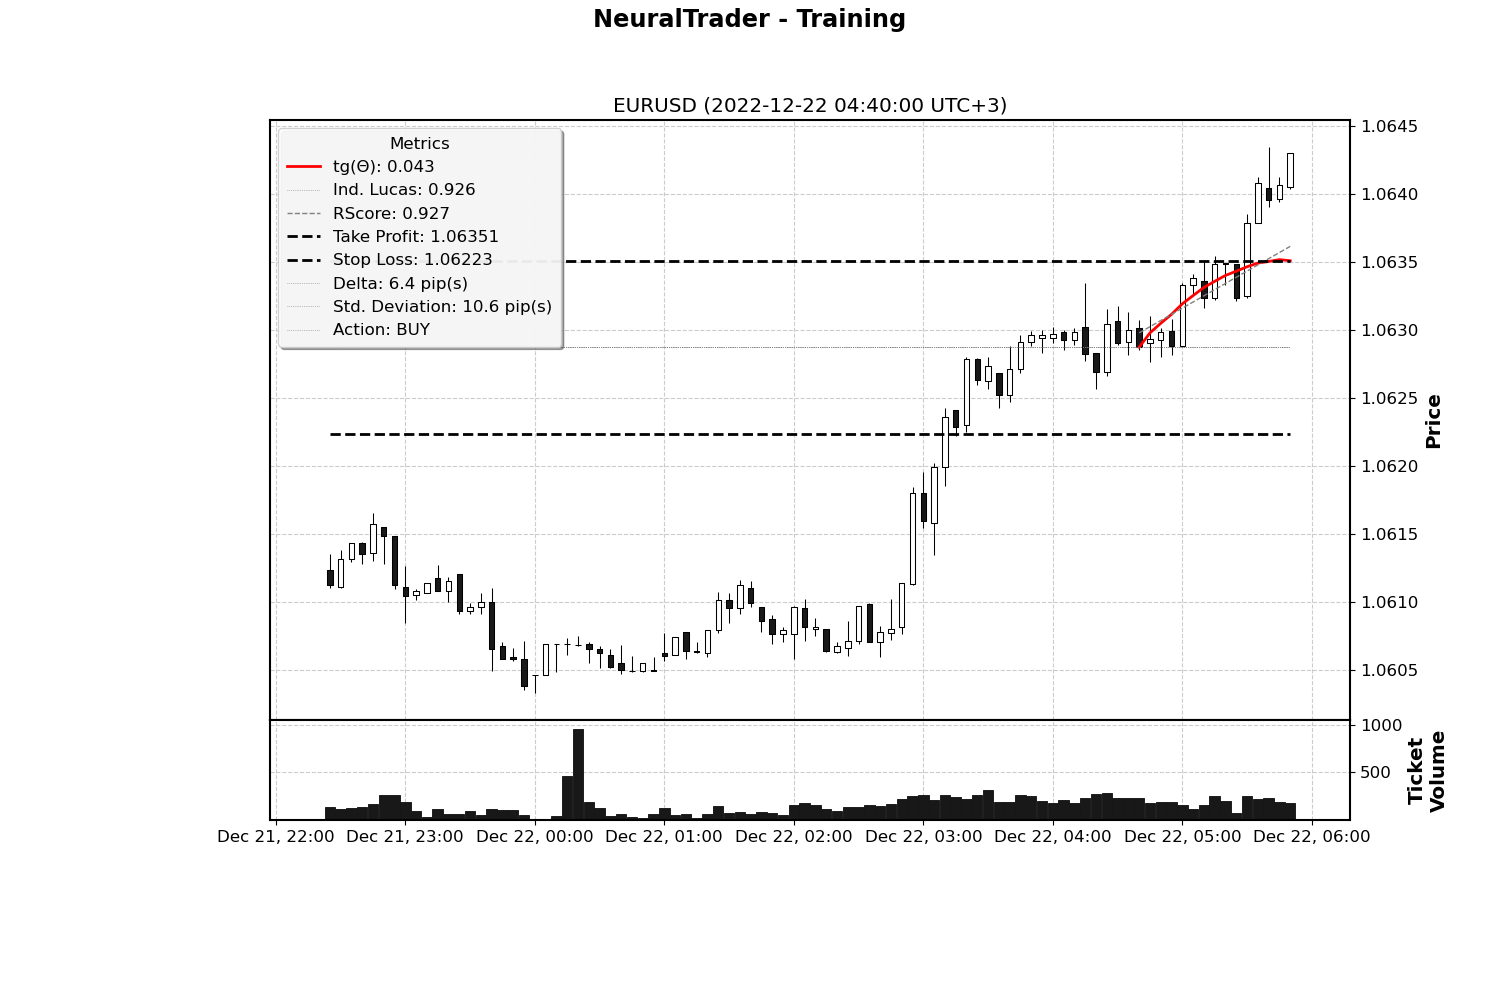 NeuralTrader - Training
EURUSD (2022-12-22 04:40:00 UTC+3)
Metrics
tg(Θ): 0.043
Ind. Lucas: 0.926
RScore: 0.927
Take Profit: 1.06351
Stop Loss: 1.06223
Delta: 6.4 pip(s)
Std. Deviation: 10.6 pip(s)
Action: BUY
1.0645
1.0640
1.0635
1.0630
1.0625
1.0620
1.0615
1.0610
1.0605
Price
1000
500
Ticket
Volume
Dec 21, 22:00
Dec 21, 23:00
Dec 22, 00:00
Dec 22, 01:00
Dec 22, 02:00
Dec 22, 03:00
Dec 22, 04:00
Dec 22, 05:00
Dec 22, 06:00